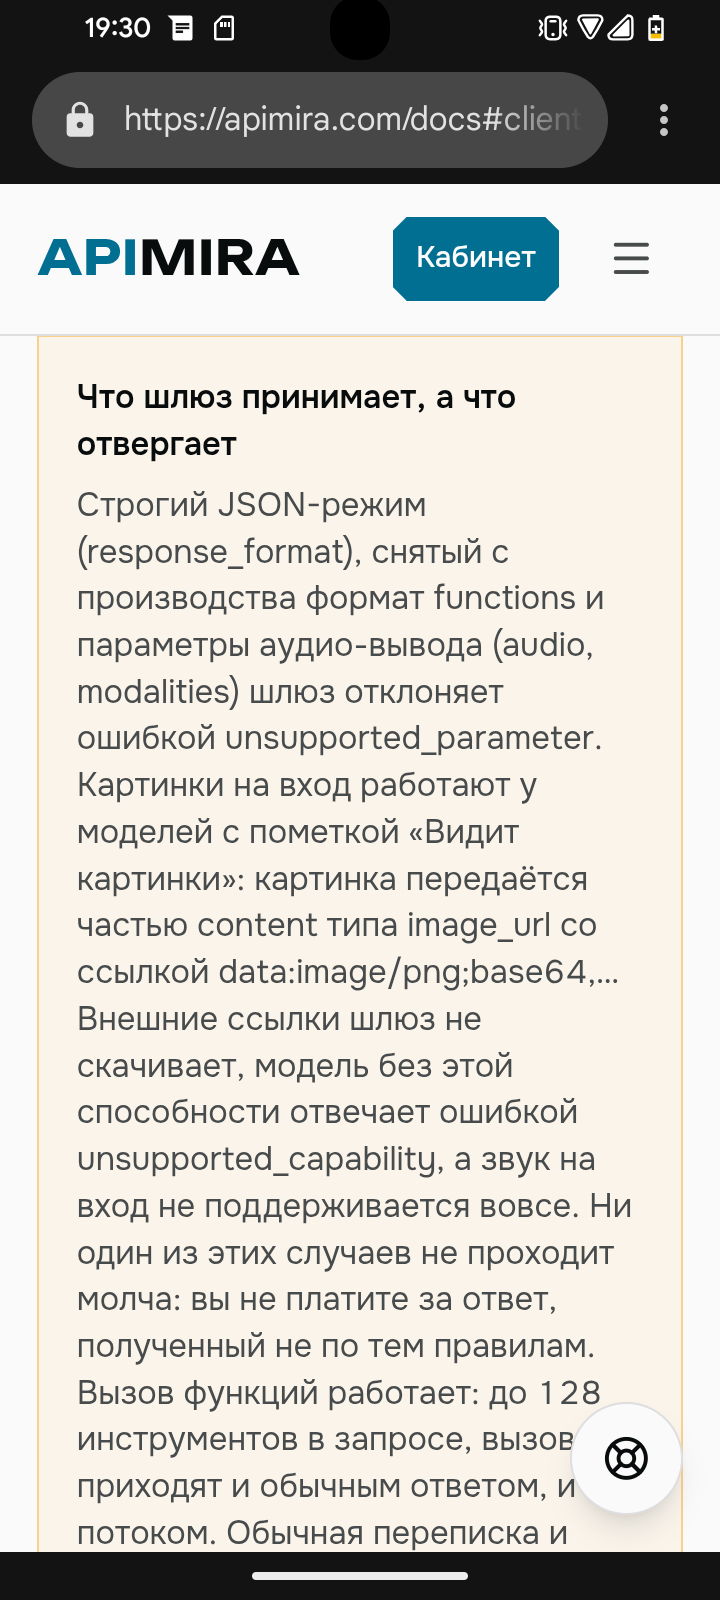 19:30
https://apimira.com/docs#client
APIMIRA
Кабинет
Что шлюз принимает, а что
отвергает
Строгий JSON-режим
(response_format), снятый с
производства формат functions и
параметры аудио-вывода (audio,
modalities) шлюз отклоняет
ошибкой unsupported_parameter.
Картинки на вход работают у
моделей с пометкой «Видит
картинки»: картинка передаётся
частью content типа image_url со
ссылкой data:image/png;base64,...
Внешние ссылки шлюз не
скачивает, модель без этой
способности отвечает ошибкой
unsupported_capability, а звук на
вход не поддерживается вовсе. Ни
один из этих случаев не проходит
молча: вы не платите за ответ,
полученный не по тем правилам.
Вызов функций работает: до 128
инструментов в запросе, вызов
приходят и обычным ответом, и
потоком. Обычная переписка и